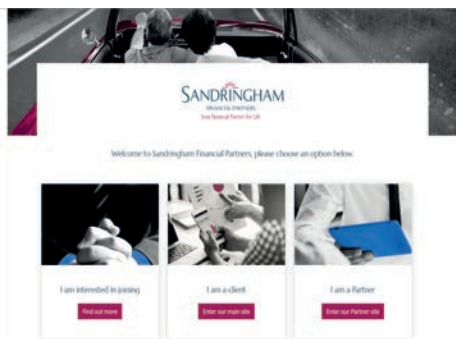 SANDRINGHAM
FINANCIAL PARTNERS
Your Financial Partner for Life
Welcome to Sandringham Financial Partners, please choose an option below.
I am interested in joining
I am a client
I am a Partner
Find out more
Enter our main site
Enter our Partner site